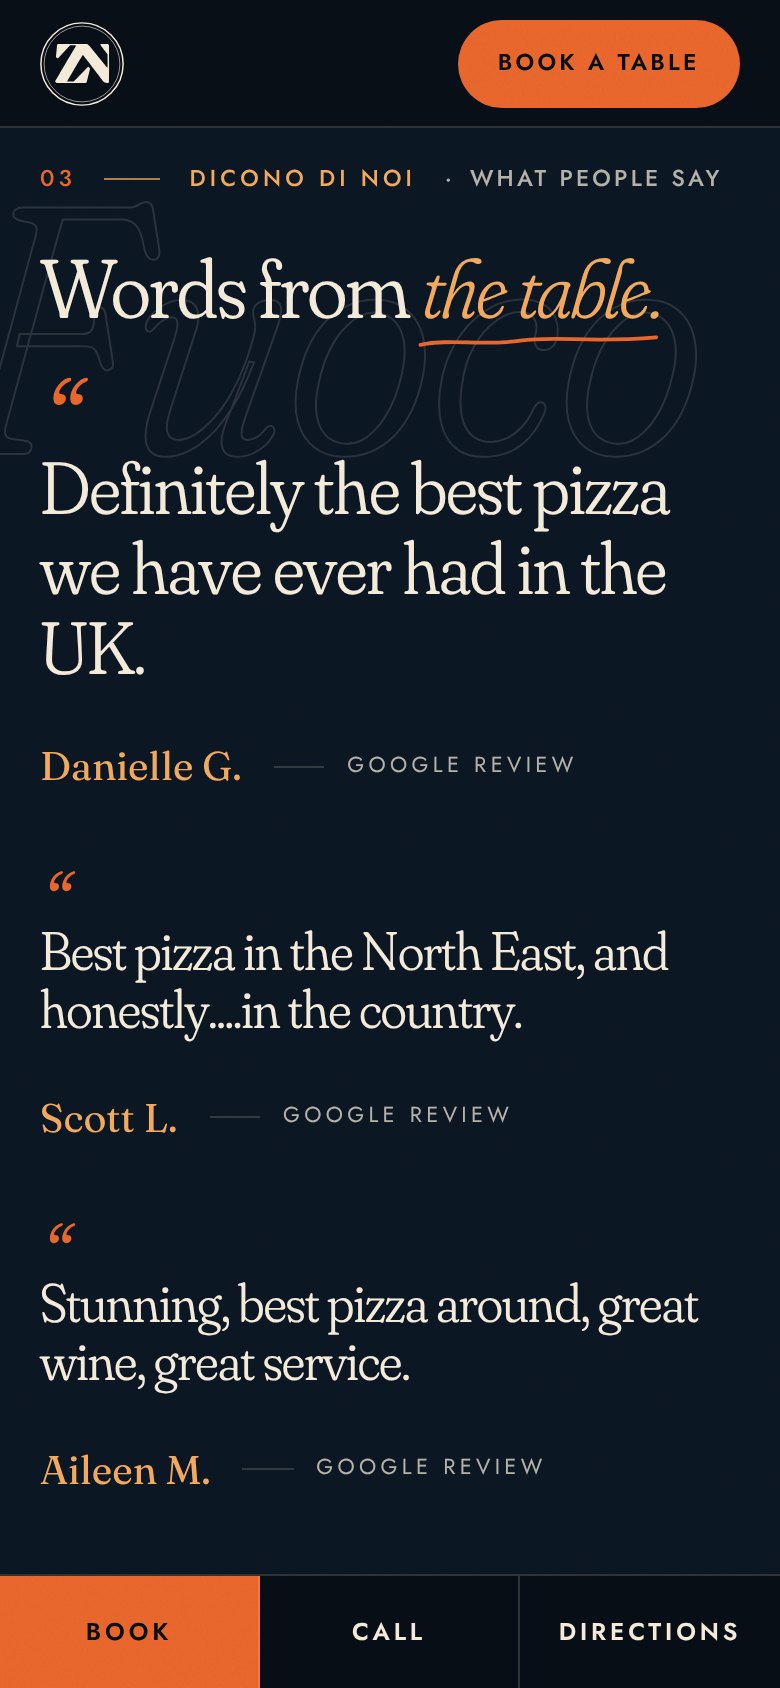 ZN
BOOK A TABLE
03 — DICONO DI NOI · WHAT PEOPLE SAY
Fuoco
Words from the table.
“
Definitely the best pizza
we have ever had in the
UK.
Danielle G. — GOOGLE REVIEW
“
Best pizza in the North East, and
honestly....in the country.
Scott L. — GOOGLE REVIEW
“
Stunning, best pizza around, great
wine, great service.
Aileen M. — GOOGLE REVIEW
BOOK
CALL
DIRECTIONS